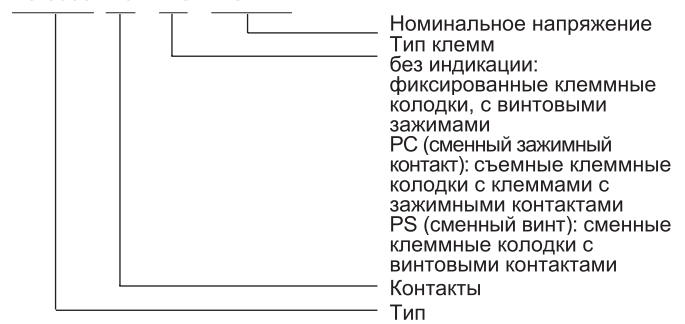 Номинальное напряжение
Тип клемм
без индикации:
фиксированные клеммные
колодки, с винтовыми
зажимами
PC (сменный зажимный
контакт): съемные клеммные
колодки с клеммами с
зажимными контактами
PS (сменный винт): сменные
клеммные колодки с
винтовыми контактами
Контакты
Тип